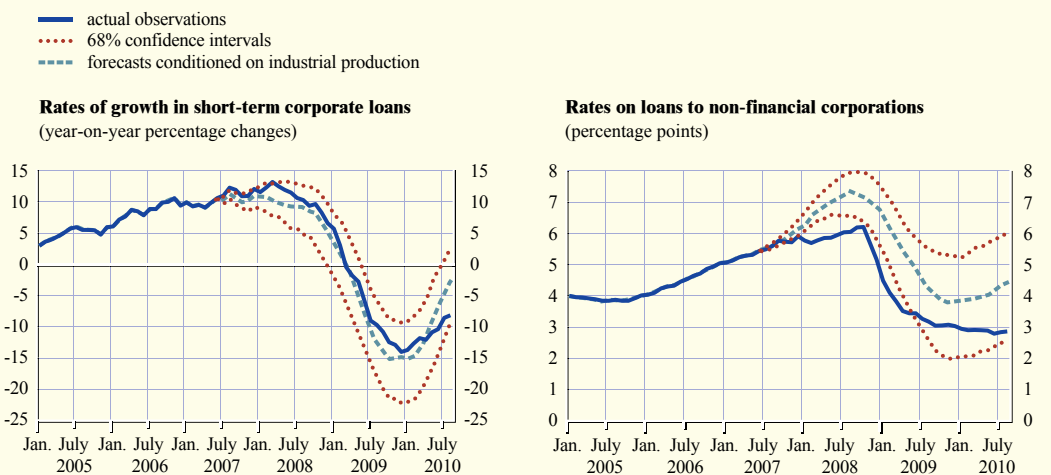 actual observations
68% confidence intervals
forecasts conditioned on industrial production
Rates of growth in short-term corporate loans
(year-on-year percentage changes)
15 15
10 10
5 5
0 0
-5 -5
-10 -10
-15 -15
-20 -20
-25 -25
Jan. July Jan. July Jan. July Jan. July Jan. July Jan. July
2005 2006 2007 2008 2009 2010
Rates on loans to non-financial corporations
(percentage points)
8 8
7 7
6 6
5 5
4 4
3 3
2 2
1 1
0 0
Jan. July Jan. July Jan. July Jan. July Jan. July Jan. July
2005 2006 2007 2008 2009 2010